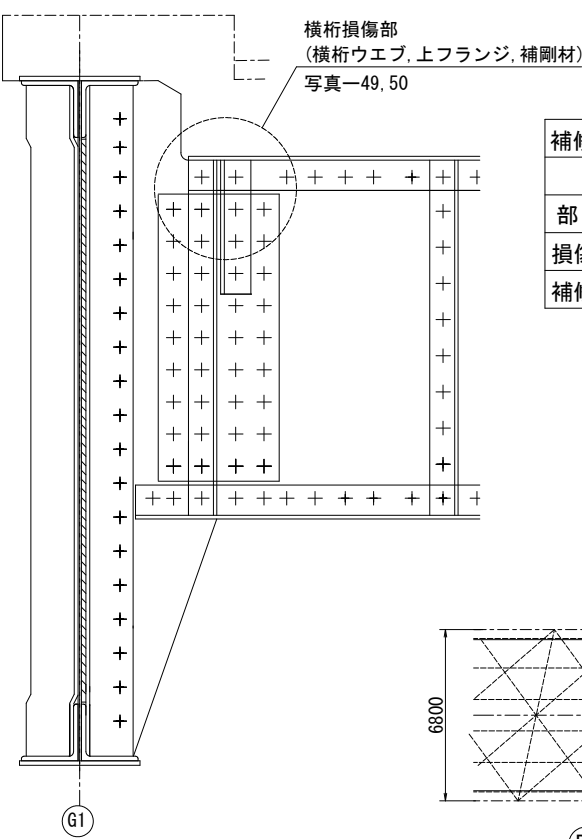 横桁損傷部
(横桁ウエブ, 上フランジ, 補剛材)
写真ー49, 50
補修
部
損傷
補修
6800
G1